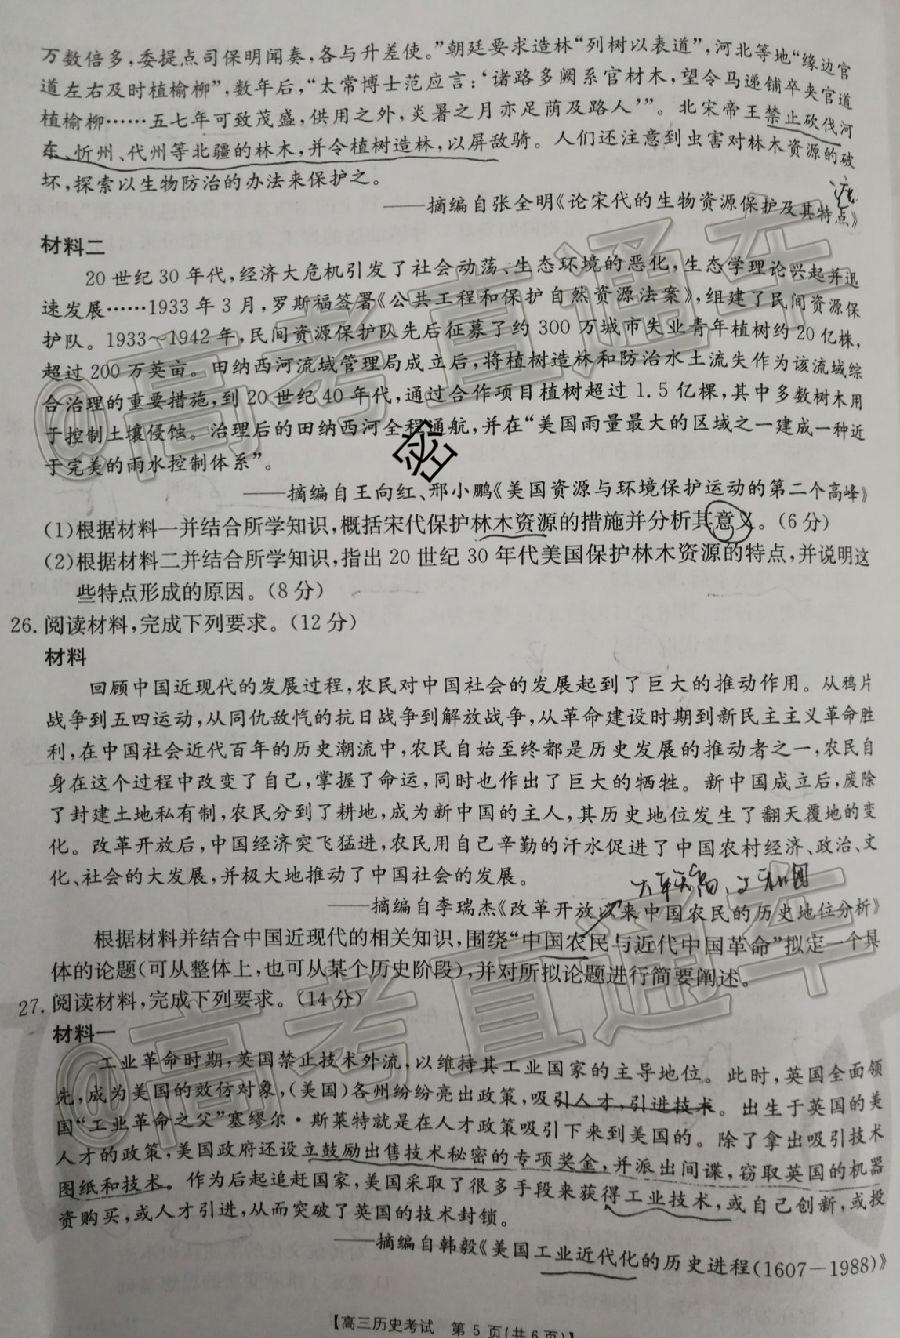 万数倍多,委提点司保明闻奏,各与升差使。”朝廷要求造林“列树以表道”,河北等地“缘边官
道左右及时植榆柳”,数年后,“太常博士范应言:‘诸路多阙系官材木,望令马递铺卒夹官道
植榆柳……五七年可致茂盛,供用之外,炎暑之月亦足荫及路人’”。北宋帝王禁止砍伐河
东、忻州、代州等北疆的林木,并令植树造林,以屏敌骑。人们还注意到虫害对林木资源的破
坏,探索以生物防治的办法来保护之。
——摘编自张全明《论宋代的生物资源保护及其特点》
材料二
20世纪30年代,经济大危机引发了社会动荡、生态环境的恶化,生态学理论兴起并迅
速发展……1933年3月,罗斯福签署《公共工程和保护自然资源法案》,组建了民间资源保
护队。1933~1942年,民间资源保护队先后征募了约300万城市失业青年植树约20亿株,
超过200万英亩。田纳西河流域管理局成立后,将植树造林和防治水土流失作为该流域综
合治理的重要措施,到20世纪40年代,通过合作项目植树超过1.5亿棵,其中多数树木用
于控制土壤侵蚀。治理后的田纳西河全程通航,并在“美国雨量最大的区域之一建成一种近
于完美的雨水控制体系”。
密
——摘编自王向红、邢小鹏《美国资源与环境保护运动的第二个高峰》
(1)根据材料一并结合所学知识,概括宋代保护林木资源的措施并分析其意义。(6分)
(2)根据材料二并结合所学知识,指出20世纪30年代美国保护林木资源的特点,并说明这
些特点形成的原因。(8分)
26.阅读材料,完成下列要求。(12分)
材料
回顾中国近现代的发展过程,农民对中国社会的发展起到了巨大的推动作用。从鸦片
战争到五四运动,从同仇敌忾的抗日战争到解放战争,从革命建设时期到新民主主义革命胜
利,在中国社会近代百年的历史潮流中,农民自始至终都是历史发展的推动者之一,农民自
身在这个过程中改变了自己,掌握了命运,同时也作出了巨大的牺牲。新中国成立后,废除
了封建土地私有制,农民分到了耕地,成为新中国的主人,其历史地位发生了翻天覆地的变
化。改革开放后,中国经济突飞猛进,农民用自己辛勤的汗水促进了中国农村经济、政治、文
化、社会的大发展,并极大地推动了中国社会的发展。
——摘编自李瑞杰《改革开放以来中国农民的历史地位分析》
根据材料并结合中国近现代的相关知识,围绕“中国农民与近代中国革命”拟定一个具
体的论题(可从整体上,也可从某个历史阶段),并对所拟论题进行简要阐述。
27.阅读材料,完成下列要求。(14分)
材料一
工业革命时期,英国禁止技术外流,以维持其工业国家的主导地位。此时,英国全面领
先,成为美国的效仿对象,(美国)各州纷纷亮出政策,吸引人才,引进技术。出生于英国的美
国“工业革命之父”塞缪尔·斯莱特就是在人才政策吸引下来到美国的。除了拿出吸引技术
人才的政策,美国政府还设立鼓励出售技术秘密的专项奖金,并派出间谍,窃取英国的机器
图纸和技术。作为后起追赶国家,美国采取了很多手段来获得工业技术,或自己创新,或投
资购买,或人才引进,从而突破了英国的技术封锁。
——摘编自韩毅《美国工业近代化的历史进程(1607—1988)》
【高三历史考试 第5页(共6页)】
@高考直通车
@高考直通车